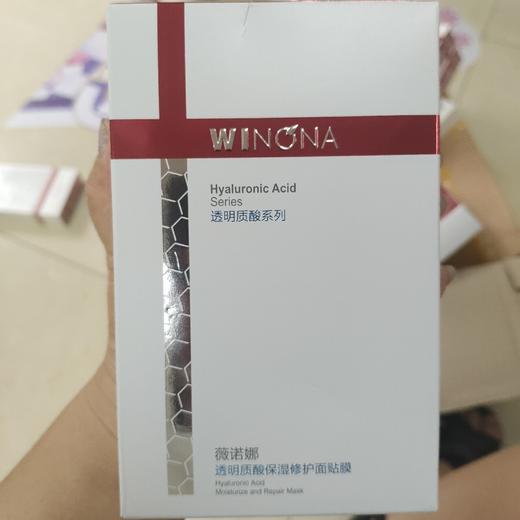 WINONA
Hyaluronic Acid
Series
透明质酸系列
薇诺娜
透明质酸保湿修护面贴膜
Hyaluronic Acid
Moisturize and Repair Mask